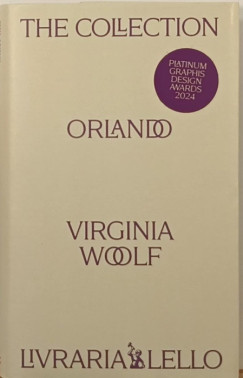 THE COLLECTION
PLATINUM
GRAPHIS
DESIGN
AWARDS
2024
ORLANDO
VIRGINIA
WOOLF
LIVRARIA LELLO